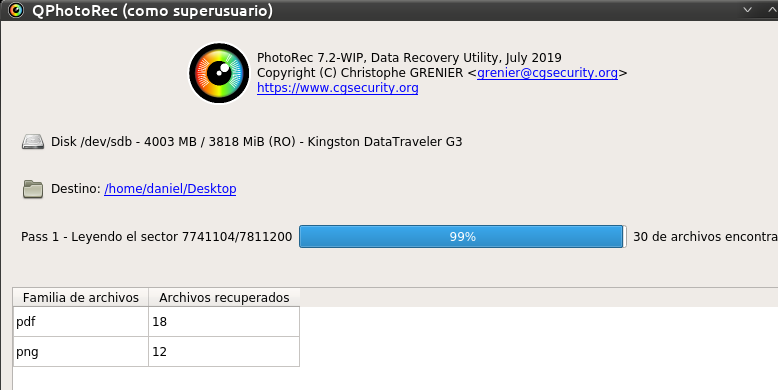 QPhotoRec (como superusuario)
PhotoRec 7.2-WIP, Data Recovery Utility, July 2019
Copyright (C) Christophe GRENIER <grenier@cgsecurity.org>
https://www.cgsecurity.org
Disk /dev/sdb - 4003 MB / 3818 MiB (RO) - Kingston DataTraveler G3
Destino: /home/daniel/Desktop
Pass 1 - Leyendo el sector 7741104/7811200 99% 30 de archivos encontra
Familia de archivos Archivos recuperados
pdf 18
png 12